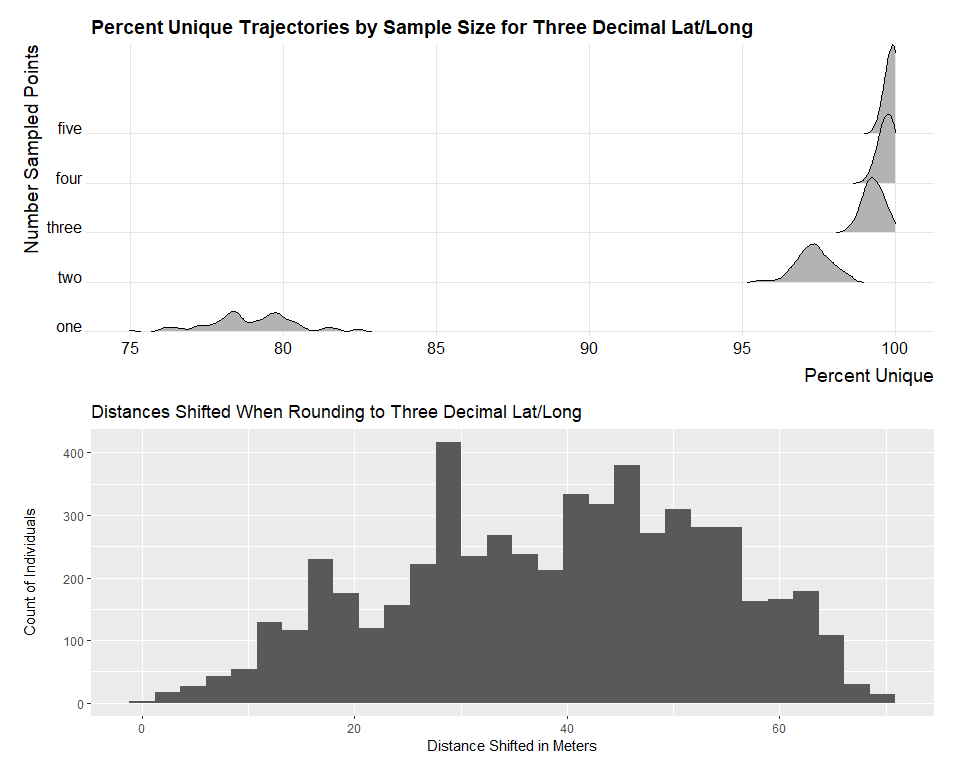 Percent Unique Trajectories by Sample Size for Three Decimal Lat/Long
Number Sampled Points
five
four
three
two
one
75 80 85 90 95 100
Percent Unique
Distances Shifted When Rounding to Three Decimal Lat/Long
Count of Individuals
400
300
200
100
0
0 20 40 60
Distance Shifted in Meters